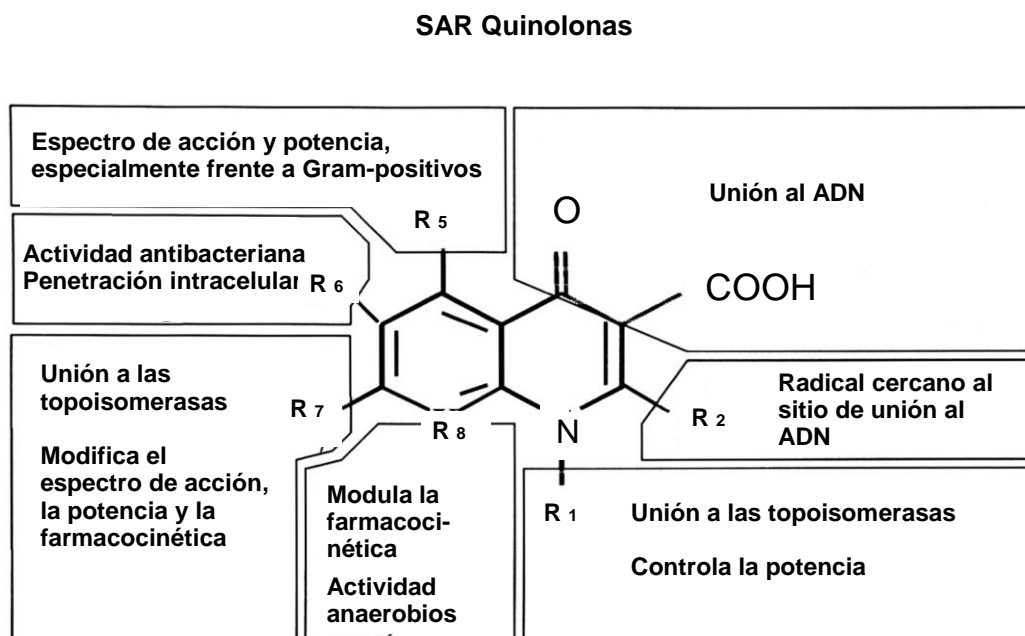 SAR Quinolonas
Espectro de acción y potencia,
especialmente frente a Gram-positivos
Unión al ADN
R 5
O
Actividad antibacteriana
Penetración intracelular
R 6
COOH
Unión a las
topoisomerasas
Modifica el
espectro de acción,
la potencia y la
farmacocinética
R 7
R 8
N
R 2
Radical cercano al
sitio de unión al
ADN
Modula la
farmacoci-
nética
Actividad
anaerobios
R 1
Unión a las topoisomerasas
Controla la potencia